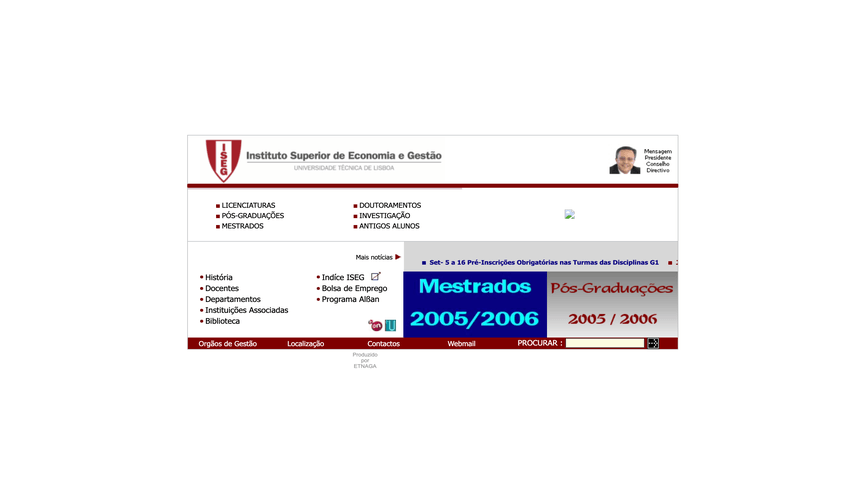 ISEG
Instituto Superior de Economia e Gestão
UNIVERSIDADE TÉCNICA DE LISBOA
Mensagem
Presidente
Conselho
Directivo
LICENCIATURAS
PÓS-GRADUAÇÕES
MESTRADOS
DOUTORAMENTOS
INVESTIGAÇÃO
ANTIGOS ALUNOS
Mais notícias
Set- 5 a 16 Pré-Inscrições Obrigatórias nas Turmas das Disciplinas G1
História
Docentes
Departamentos
Instituições Associadas
Biblioteca
Indíce ISEG
Bolsa de Emprego
Programa Alßan
Mestrados
2005/2006
Pós-Graduações
2005 / 2006
Orgãos de Gestão
Localização
Contactos
Webmail
PROCURAR :
Produzido
por
ETNAGA